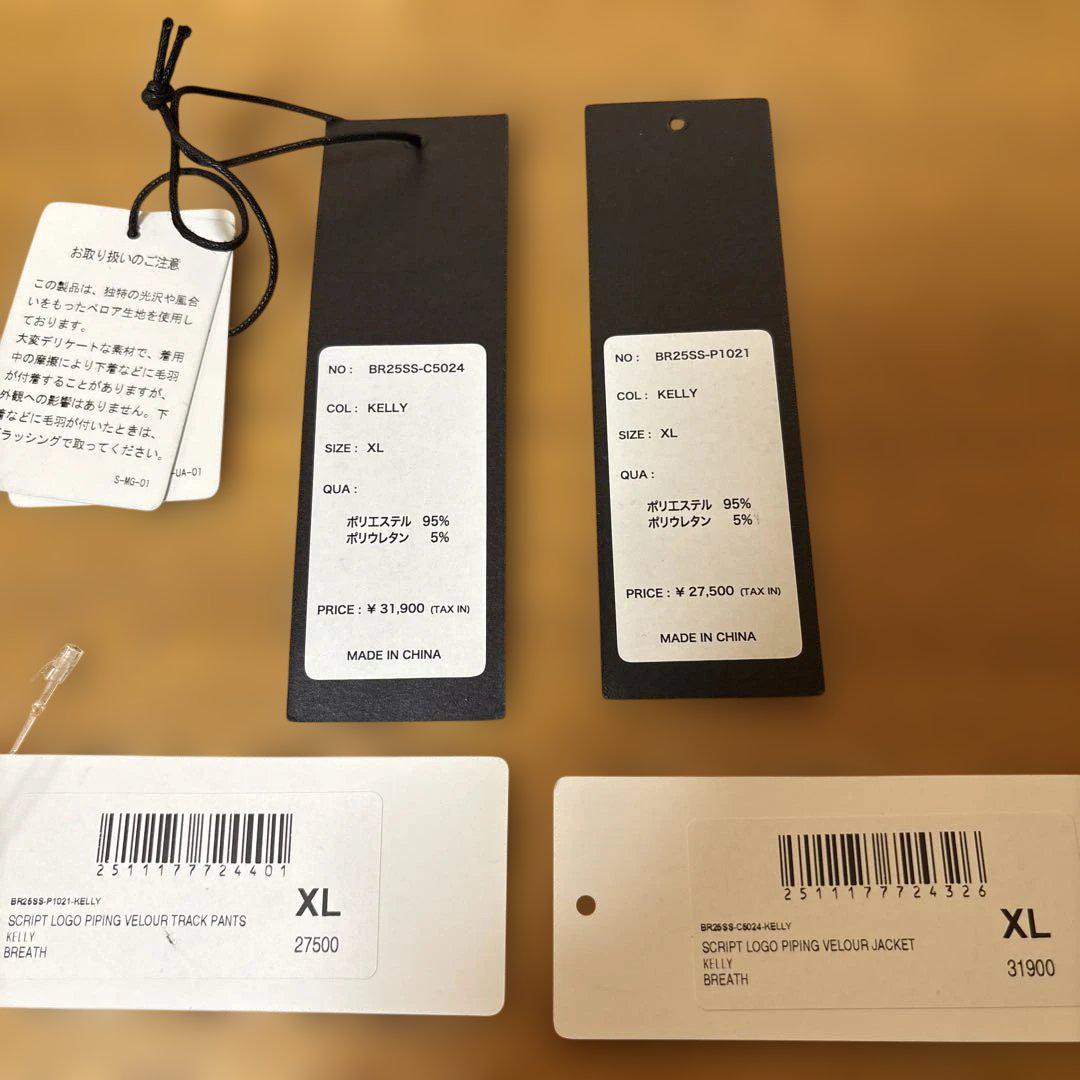 お取り扱いのご注意
この製品は、独特の光沢や風合
いをもったベロア生地を使用し
ております。
大変デリケートな素材で、着用
中の摩擦により下着などに毛羽
が付着することがありますが、
外観への影響はありません。下
着などに毛羽が付いたときは、
ブラッシングで取ってください。
S-MG-01
-UA-01
NO : BR25SS-C5024
COL : KELLY
SIZE : XL
QUA :
ポリエステル 95%
ポリウレタン 5%
PRICE : ¥ 31,900 (TAX IN)
MADE IN CHINA
NO : BR25SS-P1021
COL : KELLY
SIZE : XL
QUA :
ポリエステル 95%
ポリウレタン 5%
PRICE : ¥ 27,500 (TAX IN)
MADE IN CHINA
2511177724401
BR25SS-P1021-KELLY
XL
SCRIPT LOGO PIPING VELOUR TRACK PANTS
KELLY
27500
BREATH
2511177724326
BR25SS-C5024-KELLY
XL
SCRIPT LOGO PIPING VELOUR JACKET
KELLY
31900
BREATH